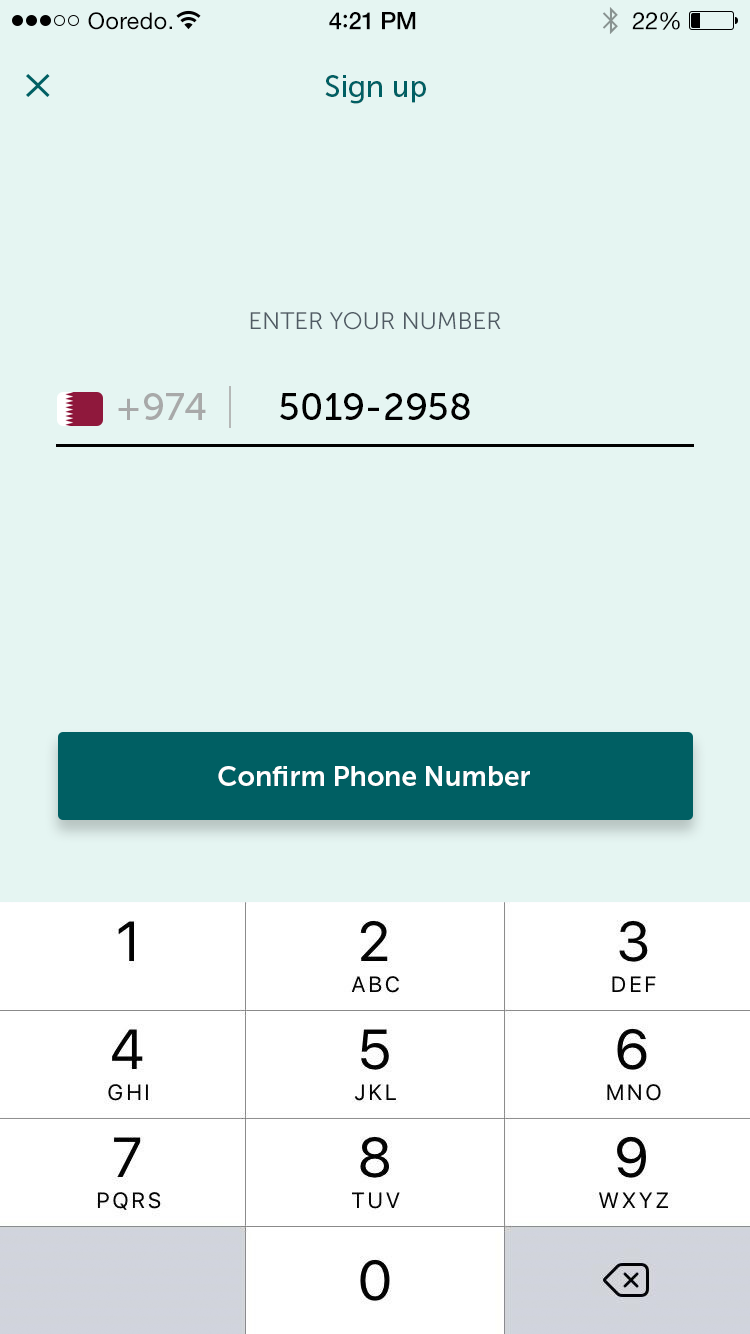 Ooredo. 4:21 PM 22%
Sign up
ENTER YOUR NUMBER
+974 5019-2958
Confirm Phone Number
1 2 3
ABC DEF
4 5 6
GHI JKL MNO
7 8 9
PQRS TUV WXYZ
0